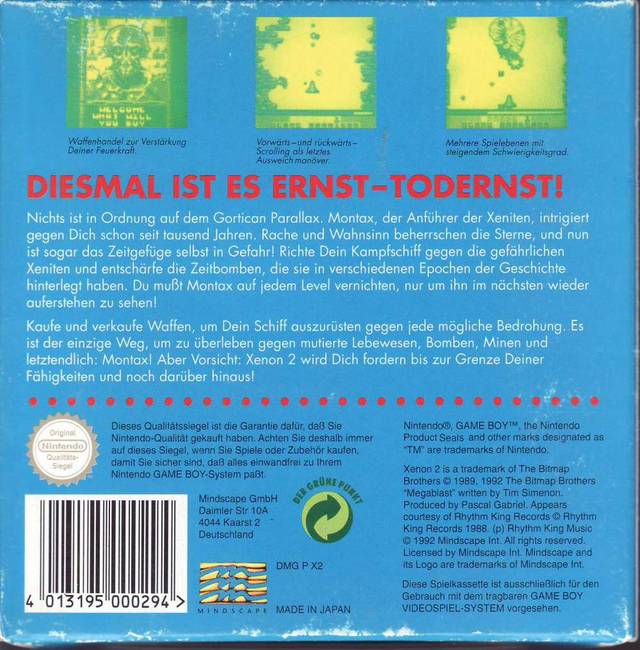 WELCOME
WHAT WILL
YOU BUY
Waffenhandel zur Verstärkung
Deiner Feuerkraft.
Vorwärts–und rückwärts–
Scrolling als letztes
Ausweichmanöver.
Mehrere Spielebenen mit
steigendem Schwierigkeitsgrad.
DIESMAL IST ES ERNST–TODERNST!
Nichts ist in Ordnung auf dem Gortican Parallax. Montax, der Anführer der Xeniten, intrigiert
gegen Dich schon seit tausend Jahren. Rache und Wahnsinn beherrschen die Sterne, und nun
ist sogar das Zeitgefüge selbst in Gefahr! Richte Dein Kampfschiff gegen die gefährlichen
Xeniten und entschärfe die Zeitbomben, die sie in verschiedenen Epochen der Geschichte
hinterlegt haben. Du mußt Montax auf jedem Level vernichten, nur um ihn im nächsten wieder
auferstehen zu sehen!
Kaufe und verkaufe Waffen, um Dein Schiff auszurüsten gegen jede mögliche Bedrohung. Es
ist der einzige Weg, um zu überleben gegen mutierte Lebewesen, Bomben, Minen und
letztendlich: Montax! Aber Vorsicht: Xenon 2 wird Dich fordern bis zur Grenze Deiner
Fähigkeiten und noch darüber hinaus!
Original
Nintendo
Qualitäts-
Siegel
Dieses Qualitätssiegel ist die Garantie dafür, daß Sie
Nintendo-Qualität gekauft haben. Achten Sie deshalb immer
auf dieses Siegel, wenn Sie Spiele oder Zubehör kaufen,
damit Sie sicher sind, daß alles einwandfrei zu Ihrem
Nintendo GAME BOY-System paßt.
Nintendo®, GAME BOY™, the Nintendo
Product Seals and other marks designated as
"TM" are trademarks of Nintendo.
Xenon 2 is a trademark of The Bitmap
Brothers © 1989, 1992 The Bitmap Brothers
"Megablast" written by Tim Simenon.
Produced by Pascal Gabriel. Appears
courtesy of Rhythm King Records © Rhythm
King Records 1988. (p) Rhythm King Music
© 1992 Mindscape Int. All rights reserved.
Licensed by Mindscape Int. Mindscape and
its Logo are trademarks of Mindscape Int.
Diese Spielkassette ist ausschließlich für den
Gebrauch mit dem tragbaren GAME BOY
VIDEOSPIEL-SYSTEM vorgesehen.
Mindscape GmbH
Daimler Str 10A
4044 Kaarst 2
Deutschland
DER GRÜNE PUNKT
DMG P X2
MINDSCAPE
MADE IN JAPAN
4 013195 000294 >